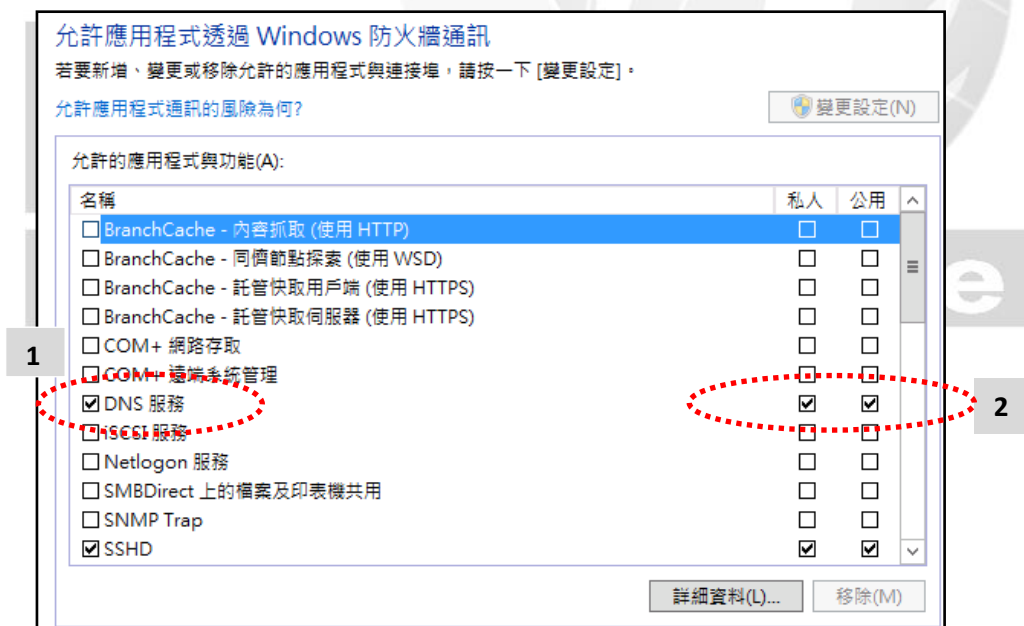 允許應用程式透過 Windows 防火牆通訊
若要新增、變更或移除允許的應用程式與連接埠，請按一下 [變更設定]。
允許應用程式通訊的風險為何?
變更設定(N)
允許的應用程式與功能(A):
名稱 私人 公用
BranchCache - 內容抓取 (使用 HTTP)
BranchCache - 同儕節點探索 (使用 WSD)
BranchCache - 託管快取用戶端 (使用 HTTPS)
BranchCache - 託管快取伺服器 (使用 HTTPS)
COM+ 網路存取
1
COM+ 遠端系統管理
DNS 服務
2
iSCSI 服務
Netlogon 服務
SMBDirect 上的檔案及印表機共用
SNMP Trap
SSHD
詳細資料(L)... 移除(M)
e